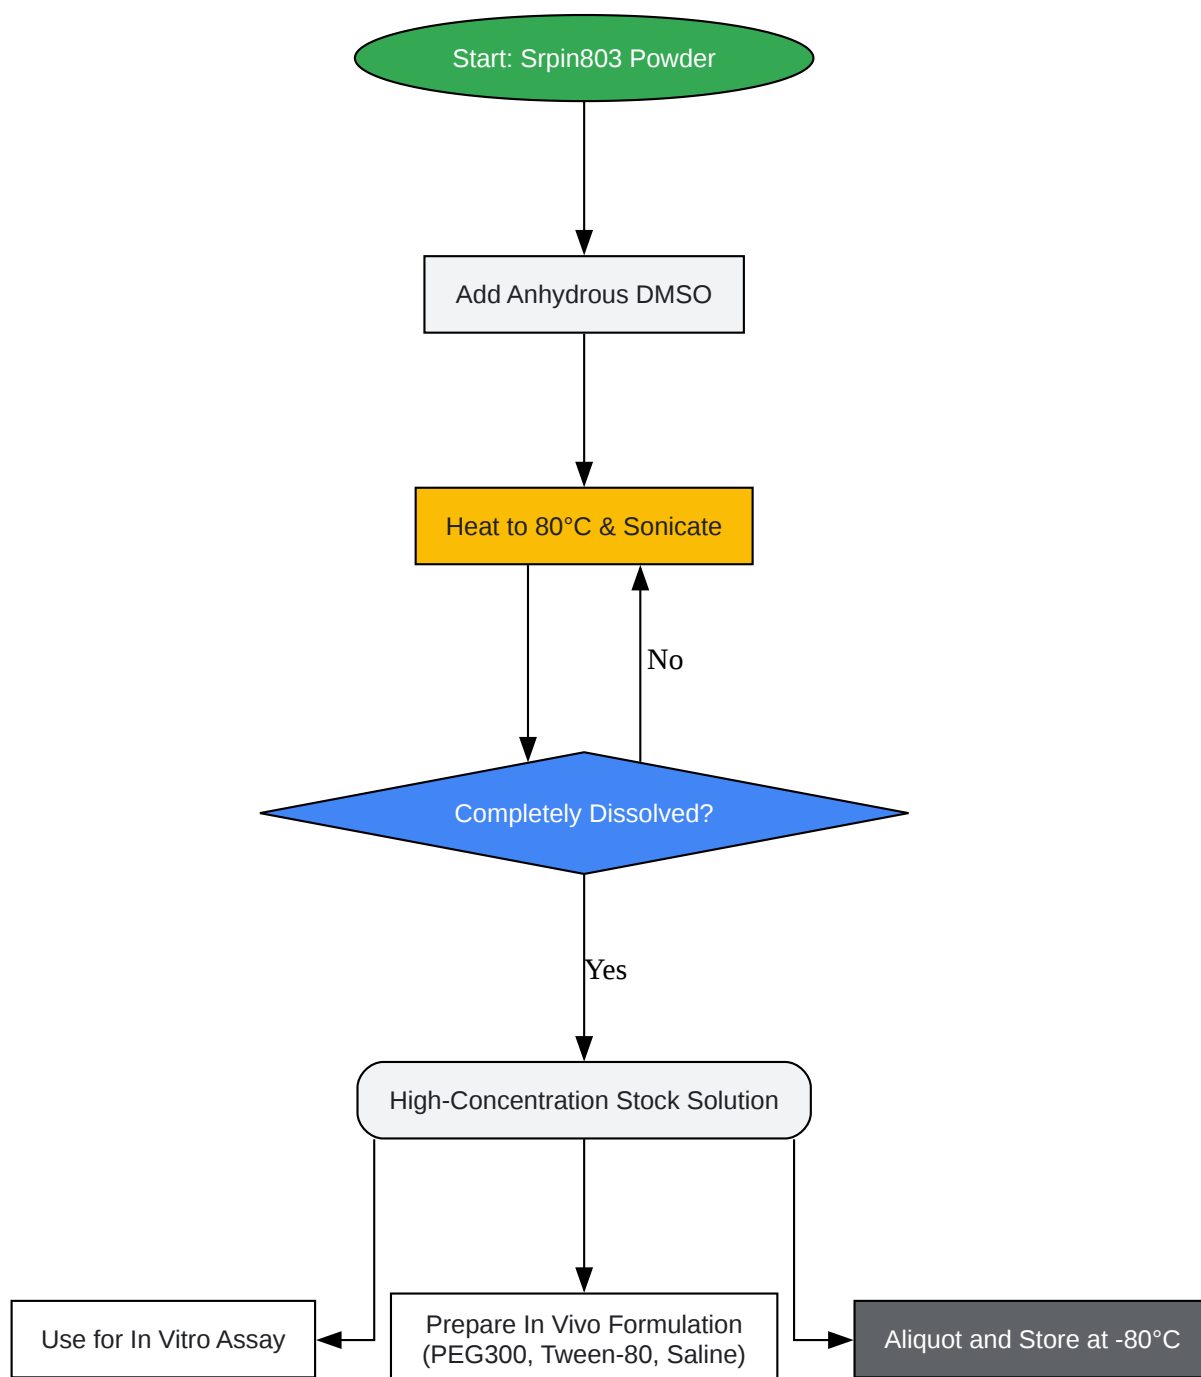 Start: Srpin803 Powder
Add Anhydrous DMSO
Heat to 80°C & Sonicate
No
Completely Dissolved?
Yes
High-Concentration Stock Solution
Use for In Vitro Assay
Prepare In Vivo Formulation
(PEG300, Tween-80, Saline)
Aliquot and Store at -80°C